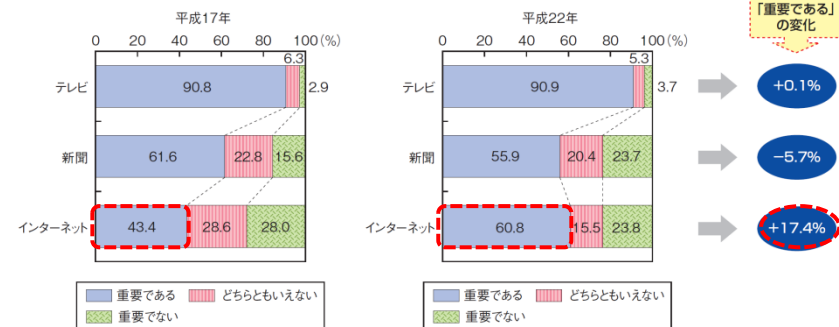 平成17年
0 20 40 60 80 100(%)
6.3
テレビ 90.8 2.9
新聞 61.6 22.8 15.6
インターネット 43.4 28.6 28.0
重要である どちらともいえない
重要でない
平成22年
0 20 40 60 80 100(%)
5.3
テレビ 90.9 3.7
新聞 55.9 20.4 23.7
インターネット 60.8 15.5 23.8
重要である どちらともいえない
重要でない
「重要である」
の変化
+0.1%
−5.7%
+17.4%